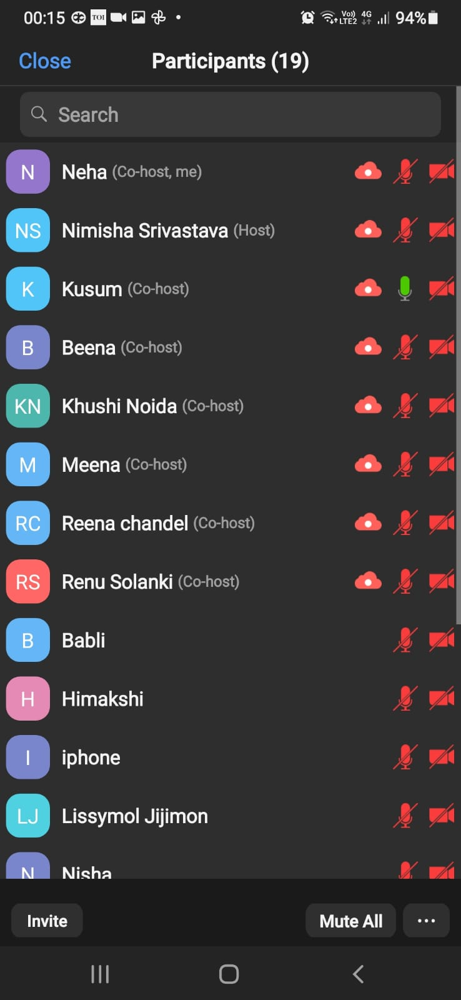 00:15 TOI Vo)) LTE2 4G 94%
Close Participants (19)
Search
N Neha (Co-host, me)
NS Nimisha Srivastava (Host)
K Kusum (Co-host)
B Beena (Co-host)
KN Khushi Noida (Co-host)
M Meena (Co-host)
RC Reena chandel (Co-host)
RS Renu Solanki (Co-host)
B Babli
H Himakshi
I iphone
LJ Lissymol Jijimon
N Nisha
Invite Mute All